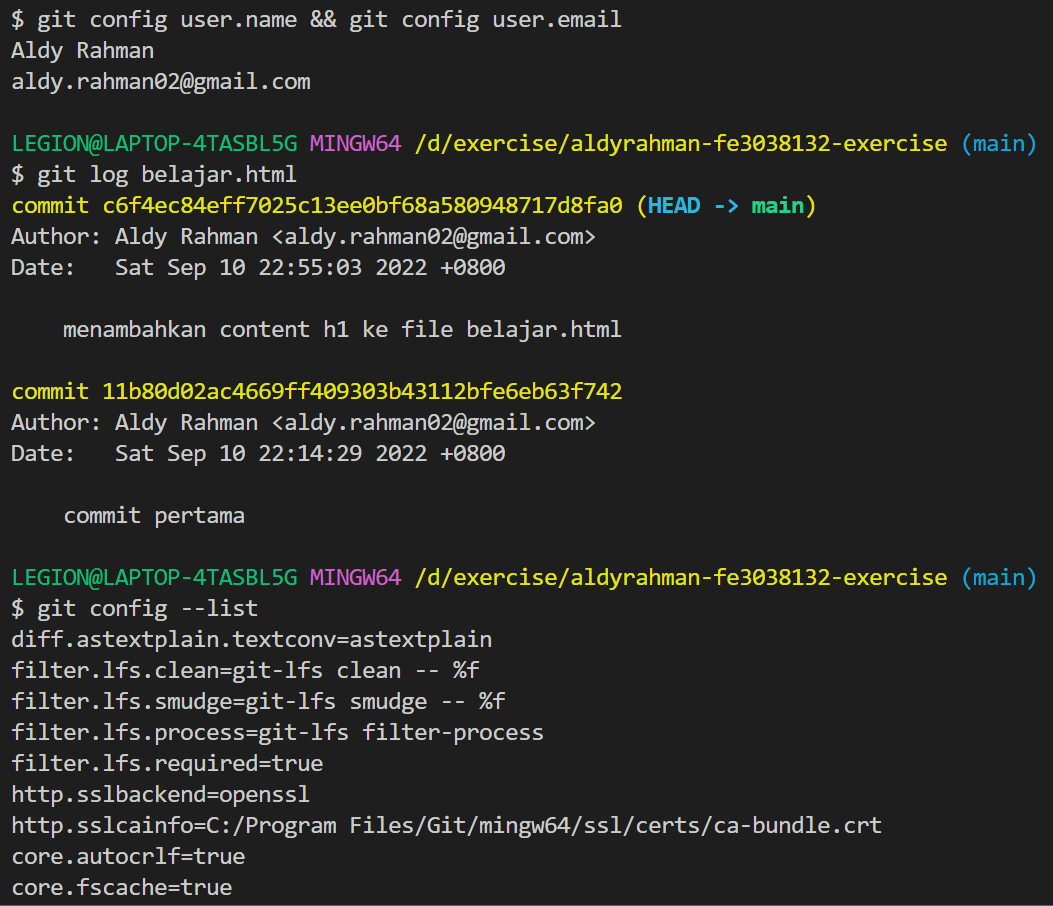 $ git config user.name && git config user.email
Aldy Rahman
aldy.rahman02@gmail.com
LEGION@LAPTOP-4TASBL5G MINGW64 /d/exercise/aldyrahman-fe3038132-exercise (main)
$ git log belajar.html
commit c6f4ec84eff7025c13ee0bf68a580948717d8fa0 (HEAD -> main)
Author: Aldy Rahman <aldy.rahman02@gmail.com>
Date:   Sat Sep 10 22:55:03 2022 +0800
    menambahkan content h1 ke file belajar.html
commit 11b80d02ac4669ff409303b43112bfe6eb63f742
Author: Aldy Rahman <aldy.rahman02@gmail.com>
Date:   Sat Sep 10 22:14:29 2022 +0800
    commit pertama
LEGION@LAPTOP-4TASBL5G MINGW64 /d/exercise/aldyrahman-fe3038132-exercise (main)
$ git config --list
diff.astextplain.textconv=astextplain
filter.lfs.clean=git-lfs clean -- %f
filter.lfs.smudge=git-lfs smudge -- %f
filter.lfs.process=git-lfs filter-process
filter.lfs.required=true
http.sslbackend=openssl
http.sslcainfo=C:/Program Files/Git/mingw64/ssl/certs/ca-bundle.crt
core.autocrlf=true
core.fscache=true